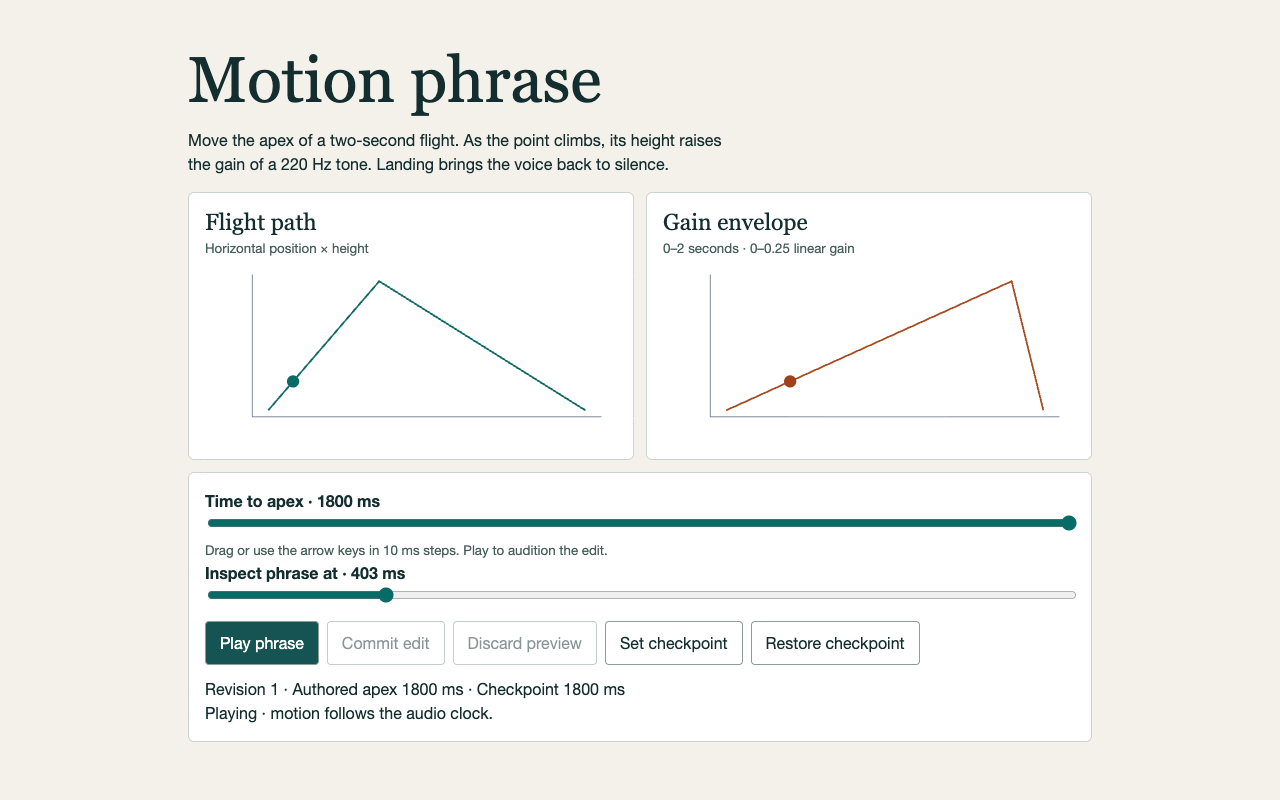 Motion phrase
Move the apex of a two-second flight. As the point climbs, its height raises
the gain of a 220 Hz tone. Landing brings the voice back to silence.
Flight path
Horizontal position × height
Gain envelope
0–2 seconds · 0–0.25 linear gain
Time to apex · 1800 ms
Drag or use the arrow keys in 10 ms steps. Play to audition the edit.
Inspect phrase at · 403 ms
Play phrase
Commit edit
Discard preview
Set checkpoint
Restore checkpoint
Revision 1 · Authored apex 1800 ms · Checkpoint 1800 ms
Playing · motion follows the audio clock.